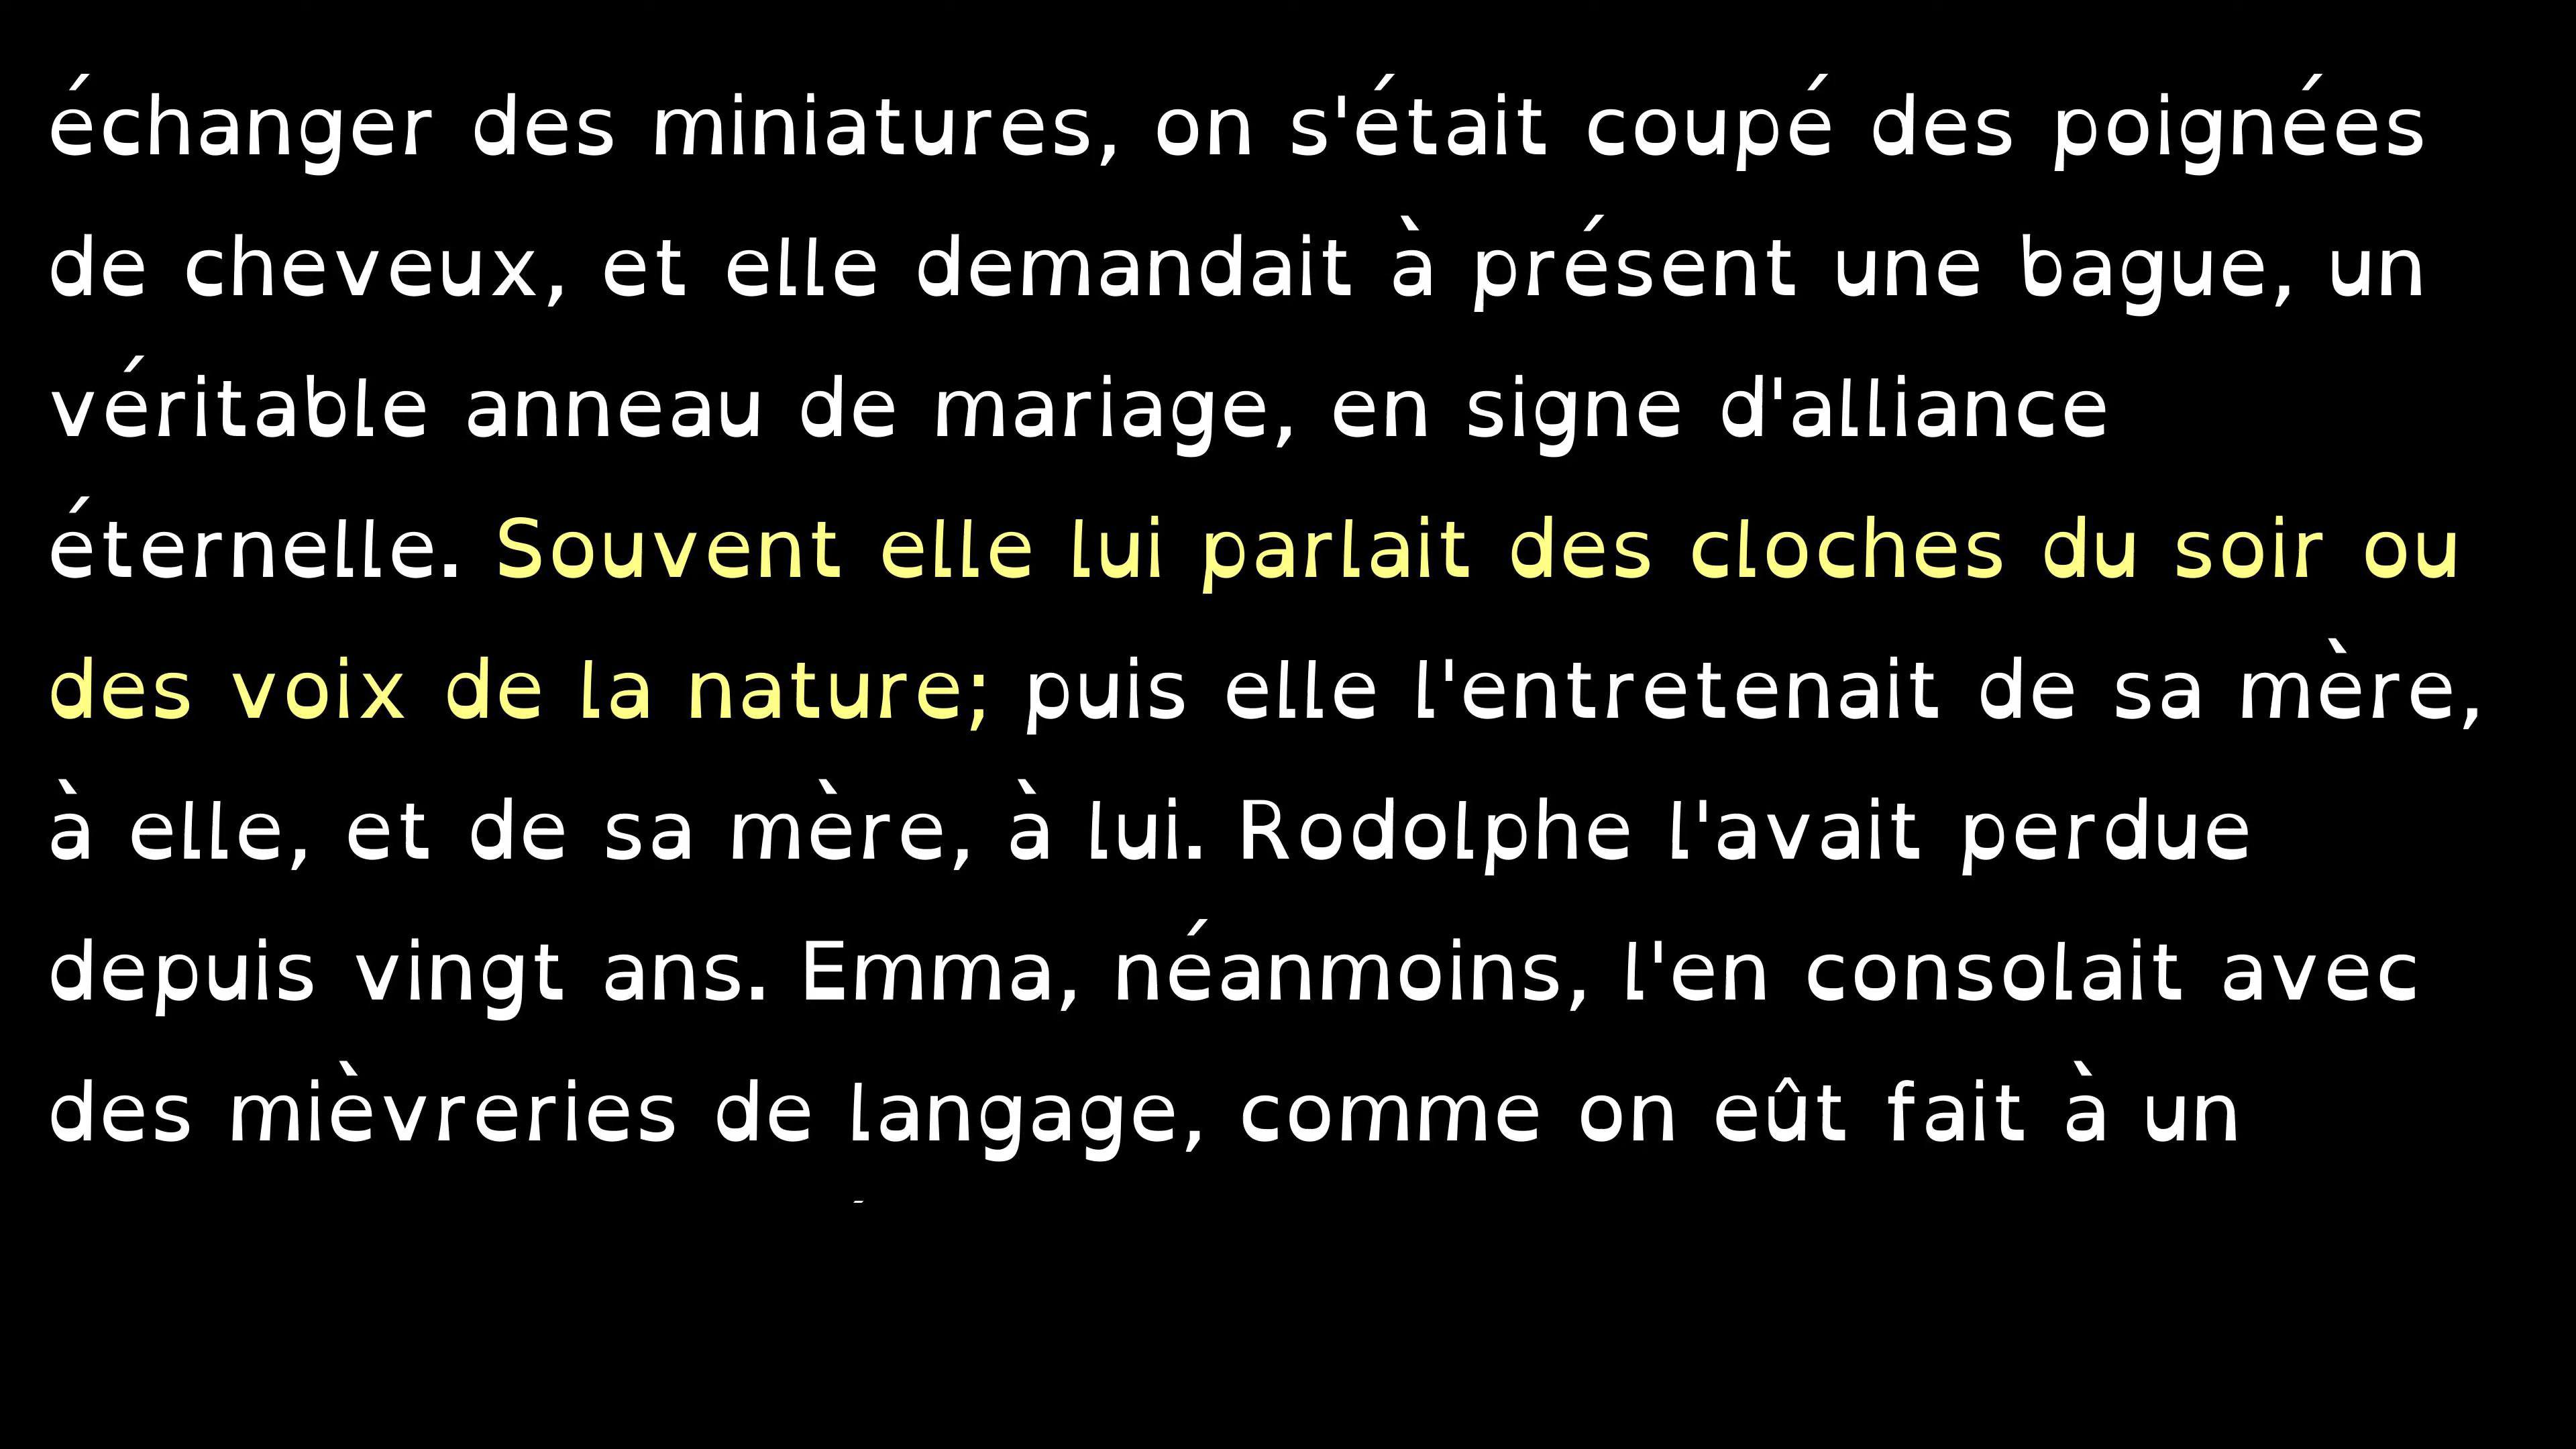 échanger des miniatures, on s'était coupé des poignées
de cheveux, et elle demandait à présent une bague, un
véritable anneau de mariage, en signe d'alliance
éternelle. Souvent elle lui parlait des cloches du soir ou
des voix de la nature; puis elle l'entretenait de sa mère,
à elle, et de sa mère, à lui. Rodolphe l'avait perdue
depuis vingt ans. Emma, néanmoins, l'en consolait avec
des mièvreries de langage, comme on eût fait à un